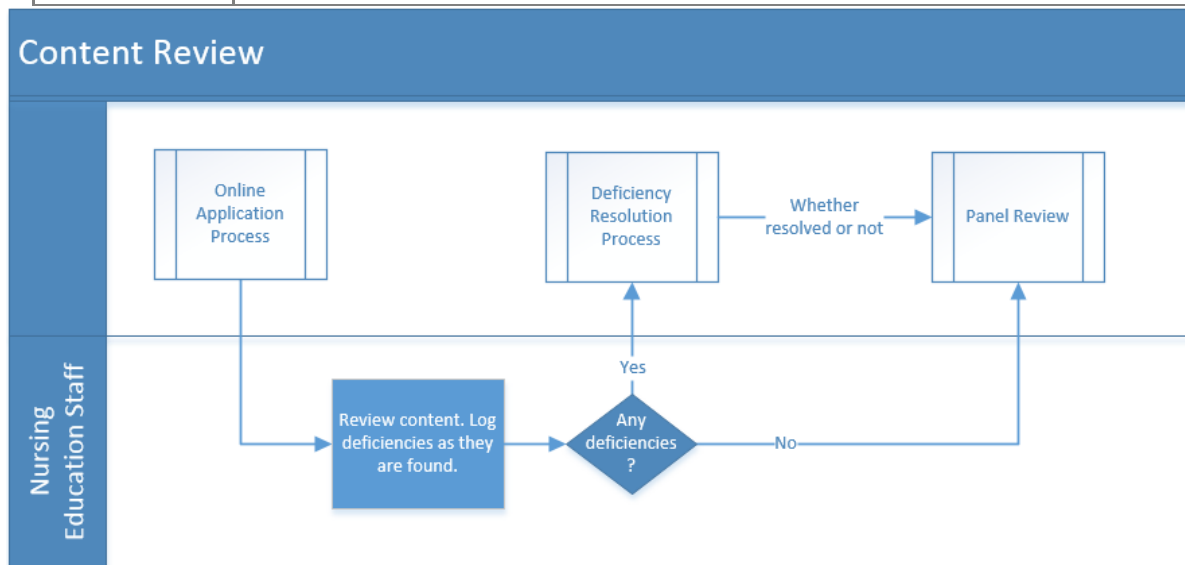 Content Review
Online
Application
Process
Deficiency
Resolution
Process
Whether
resolved or not
Panel Review
Nursing
Education Staff
Review content. Log
deficiencies as they
are found.
Any
deficiencies
?
Yes
No